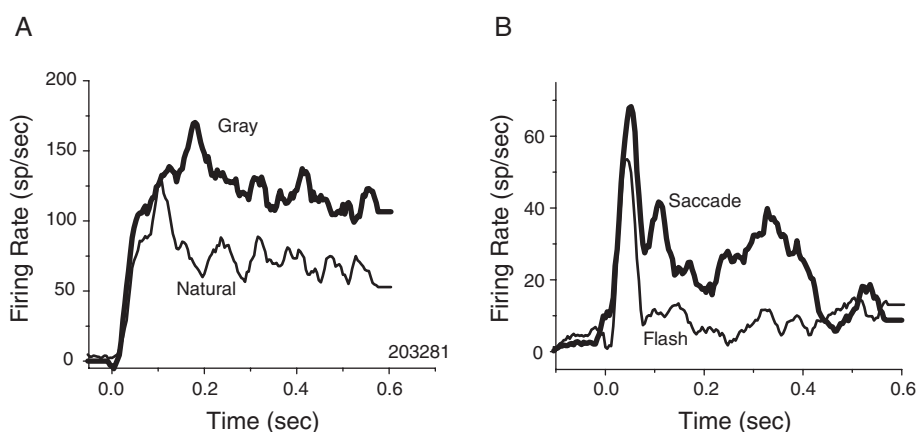 A
Firing Rate (sp/sec)
200
150
100
50
0
Gray
Natural
203281
0.0 0.2 0.4 0.6
Time (sec)
B
Firing Rate (sp/sec)
60
40
20
0
Saccade
Flash
0.0 0.2 0.4 0.6
Time (sec)